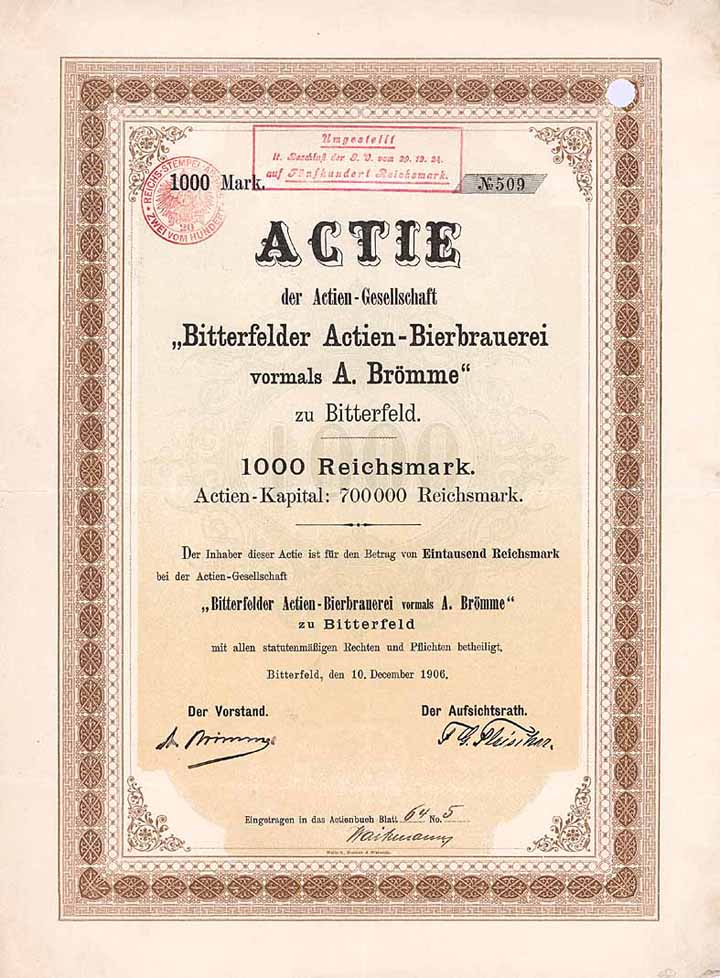 Umgestellt
lt. Beschluß der G. V. vom 29. 12. 24.
auf Fünfhundert Reichsmark.
1000 Mark.
№ 509
REICHS-STEMPEL-
ZWEI VOM HUNDERT
20
ACTIE
der Actien-Gesellschaft
„Bitterfelder Actien-Bierbrauerei
vormals A. Brömme“
zu Bitterfeld.
1000
1000 Reichsmark.
Actien-Kapital: 700000 Reichsmark.
Der Inhaber dieser Actie ist für den Betrag von Eintausend Reichsmark
bei der Actien-Gesellschaft
„Bitterfelder Actien-Bierbrauerei vormals A. Brömme“
zu Bitterfeld
mit allen statutenmäßigen Rechten und Pflichten betheiligt.
Bitterfeld, den 10. December 1906.
Der Vorstand.
Der Aufsichtsrath.
A. Brömme
F. G. Fleischer.
Eingetragen in das Actienbuch Blatt 64 No. 5